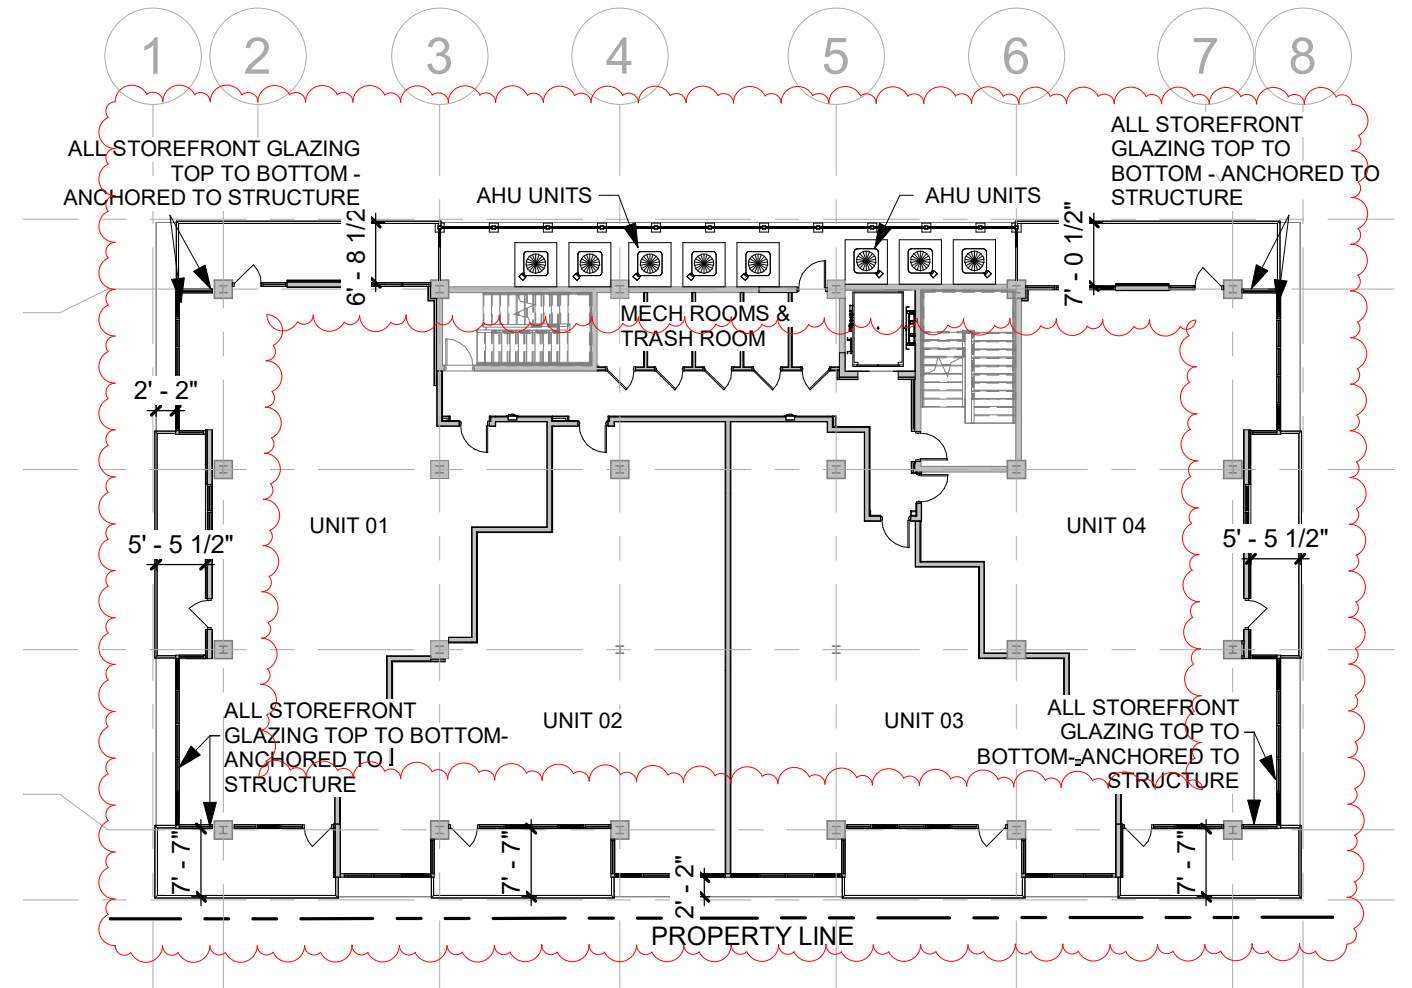 1 2 3 4 5 6 7 8
ALL STOREFRONT GLAZING
TOP TO BOTTOM -
ANCHORED TO STRUCTURE
AHU UNITS
AHU UNITS
ALL STOREFRONT
GLAZING TOP TO
BOTTOM - ANCHORED TO
STRUCTURE
6' - 8 1/2"
7' - 0 1/2"
MECH ROOMS &
TRASH ROOM
2' - 2"
UNIT 01
UNIT 04
5' - 5 1/2"
5' - 5 1/2"
ALL STOREFRONT
GLAZING TOP TO BOTTOM-
ANCHORED TO
STRUCTURE
UNIT 02
UNIT 03
ALL STOREFRONT
GLAZING TOP TO
BOTTOM- ANCHORED TO
STRUCTURE
7' - 7"
7' - 7"
2' - 2"
7' - 7"
PROPERTY LINE